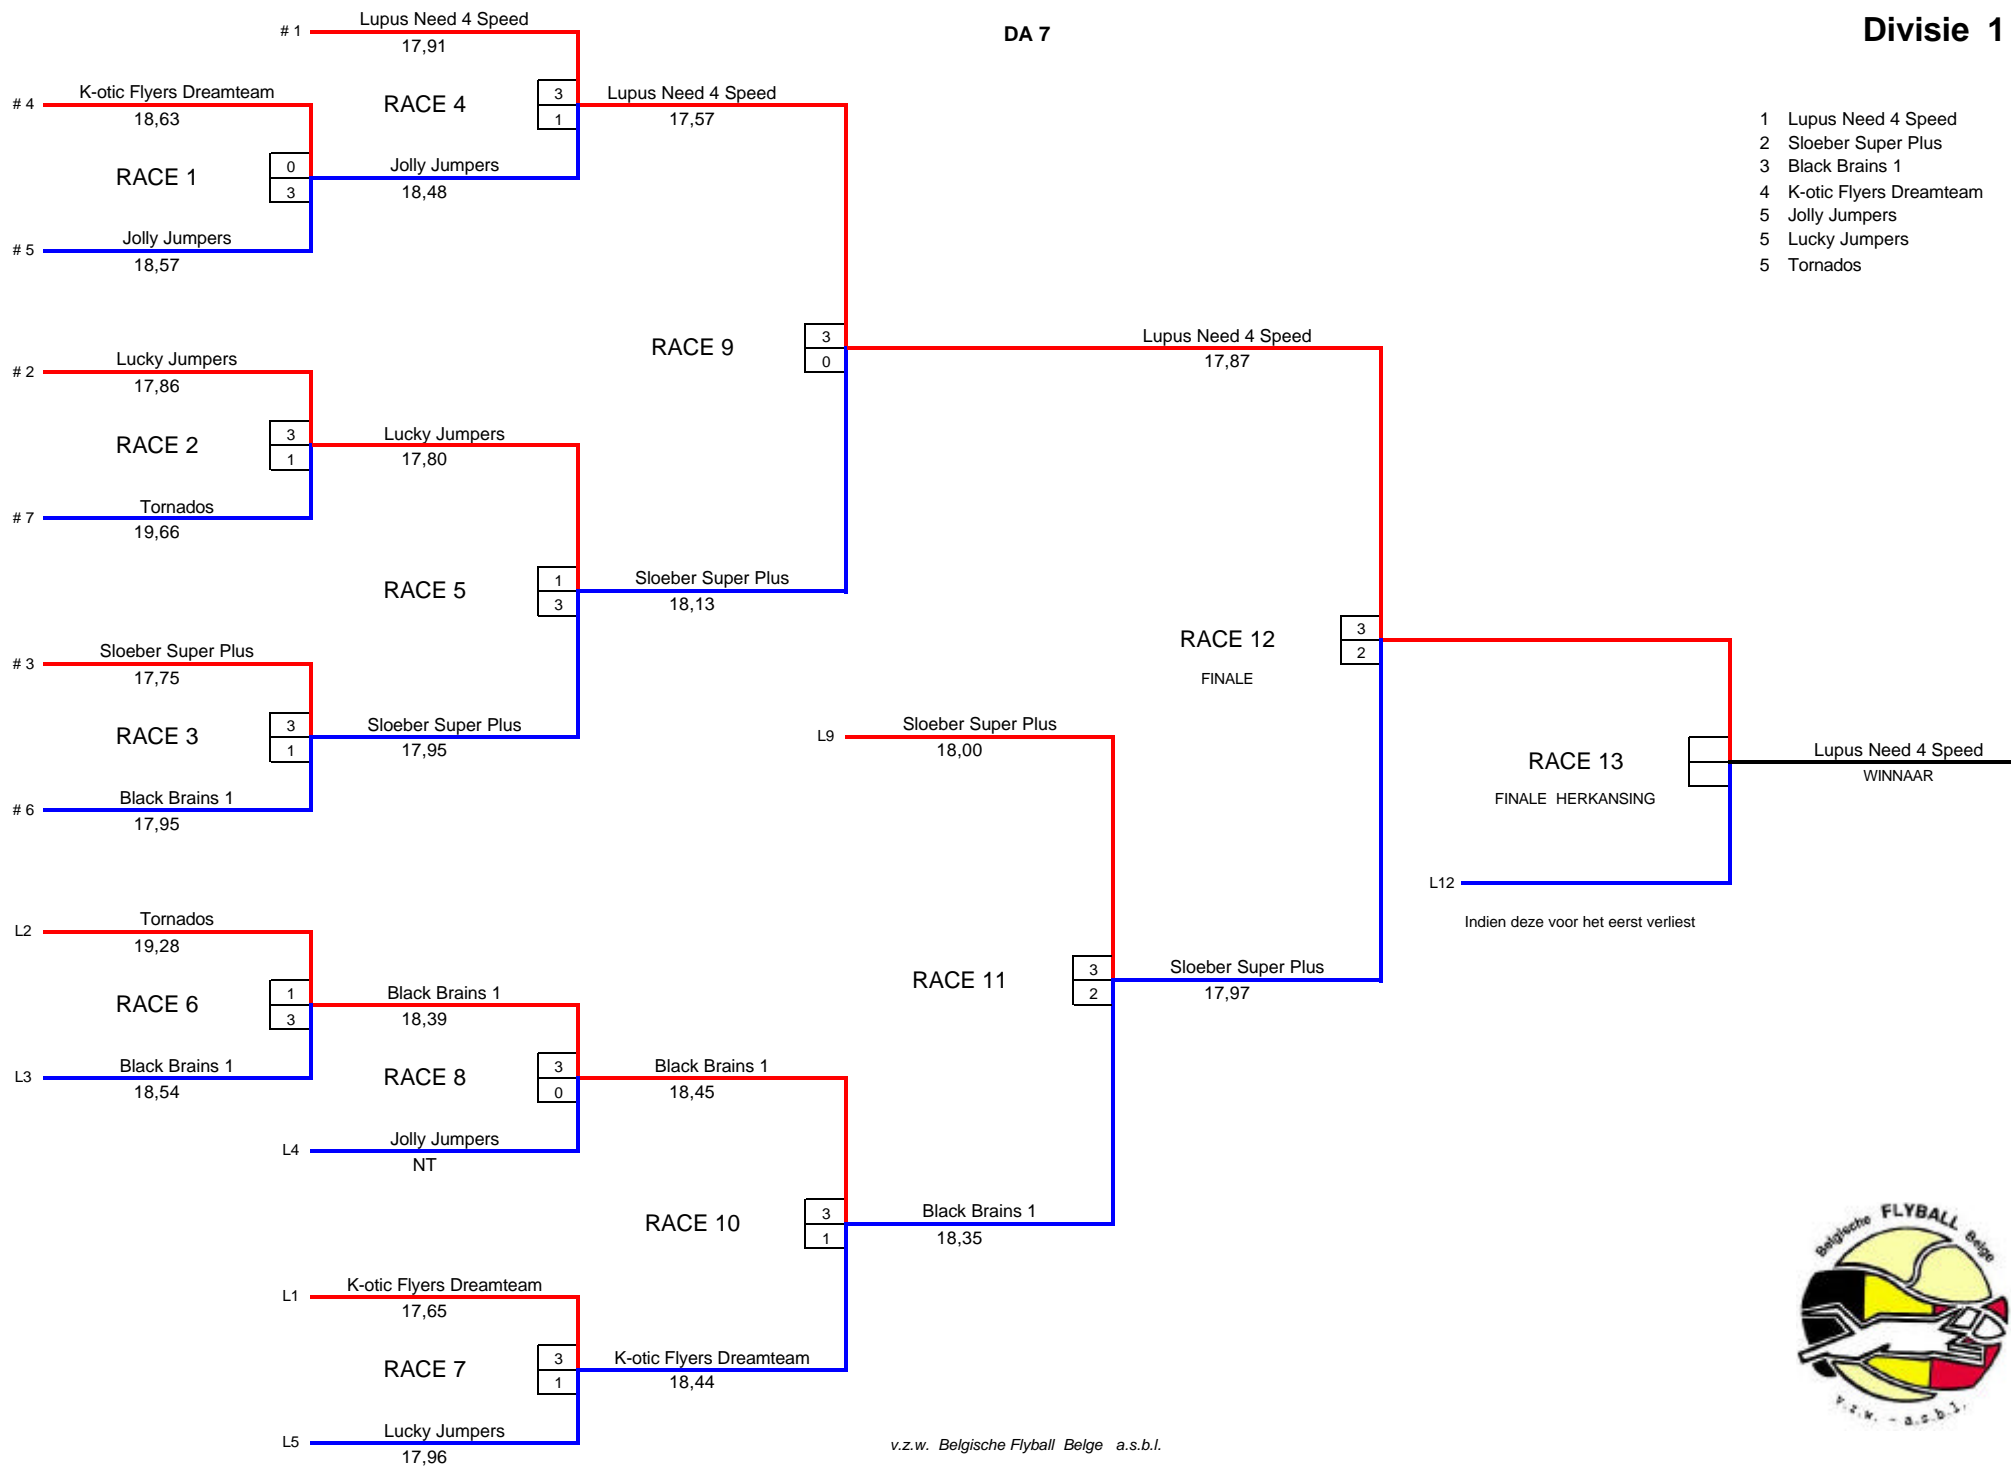 DA 7
Divisie 1
1 Lupus Need 4 Speed
2 Sloeber Super Plus
3 Black Brains 1
4 K-otic Flyers Dreamteam
5 Jolly Jumpers
5 Lucky Jumpers
5 Tornados
# 1 Lupus Need 4 Speed
17,91
# 4 K-otic Flyers Dreamteam
18,63
RACE 1
0
3
# 5 Jolly Jumpers
18,57
RACE 4
3
1
Jolly Jumpers
18,48
Lupus Need 4 Speed
17,57
# 2 Lucky Jumpers
17,86
RACE 2
3
1
# 7 Tornados
19,66
Lucky Jumpers
17,80
RACE 5
1
3
# 3 Sloeber Super Plus
17,75
RACE 3
3
1
# 6 Black Brains 1
17,95
Sloeber Super Plus
17,95
Sloeber Super Plus
18,13
RACE 9
3
0
Lupus Need 4 Speed
17,87
L2 Tornados
19,28
RACE 6
1
3
L3 Black Brains 1
18,54
Black Brains 1
18,39
RACE 8
3
0
L4 Jolly Jumpers
NT
Black Brains 1
18,45
RACE 10
3
1
L1 K-otic Flyers Dreamteam
17,65
RACE 7
3
1
L5 Lucky Jumpers
17,96
K-otic Flyers Dreamteam
18,44
L9 Sloeber Super Plus
18,00
RACE 11
3
2
Black Brains 1
18,35
Sloeber Super Plus
17,97
RACE 12
FINALE
3
2
RACE 13
FINALE HERKANSING
L12
Indien deze voor het eerst verliest
Lupus Need 4 Speed
WINNAAR
Belgische FLYBALL Belge
v.z.w. - a.s.b.l.
v.z.w. Belgische Flyball Belge a.s.b.l.